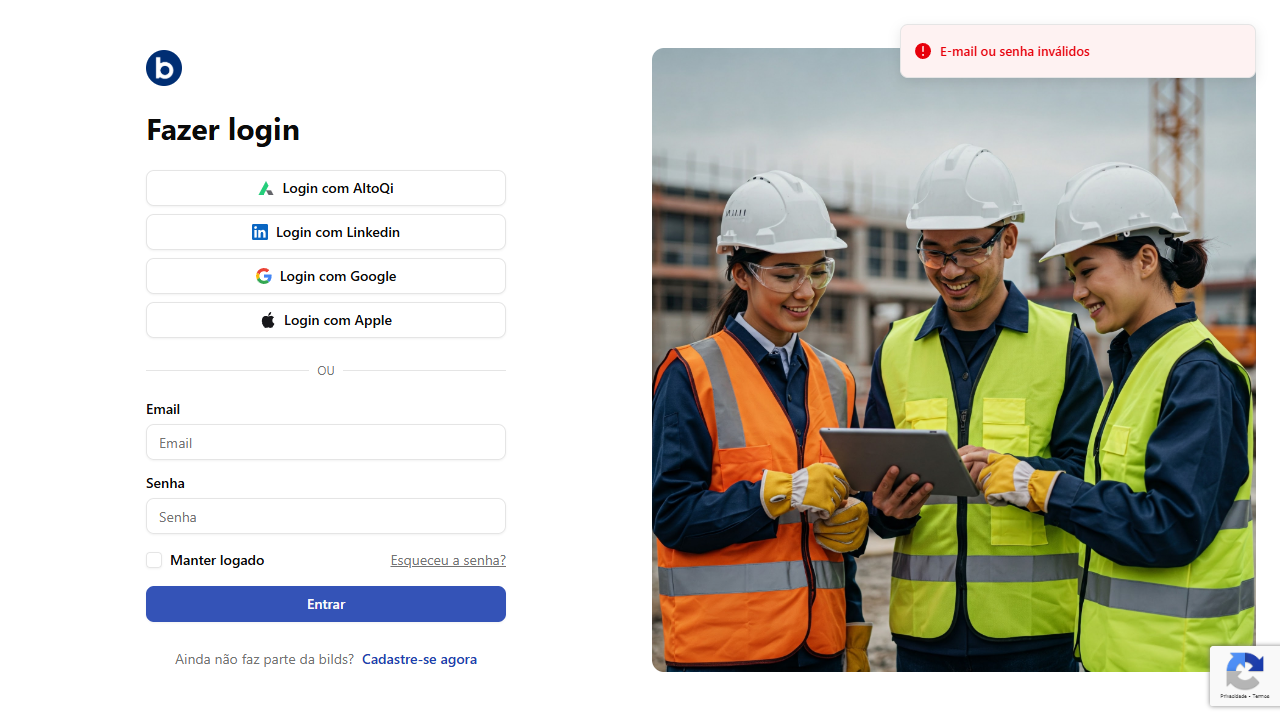 b
Fazer login
Login com AltoQi
Login com Linkedin
Login com Google
Login com Apple
OU
Email
Email
Senha
Senha
Manter logado
Esqueceu a senha?
Entrar
Ainda não faz parte da bilds? Cadastre-se agora
E-mail ou senha inválidos
Privacidade • Termos